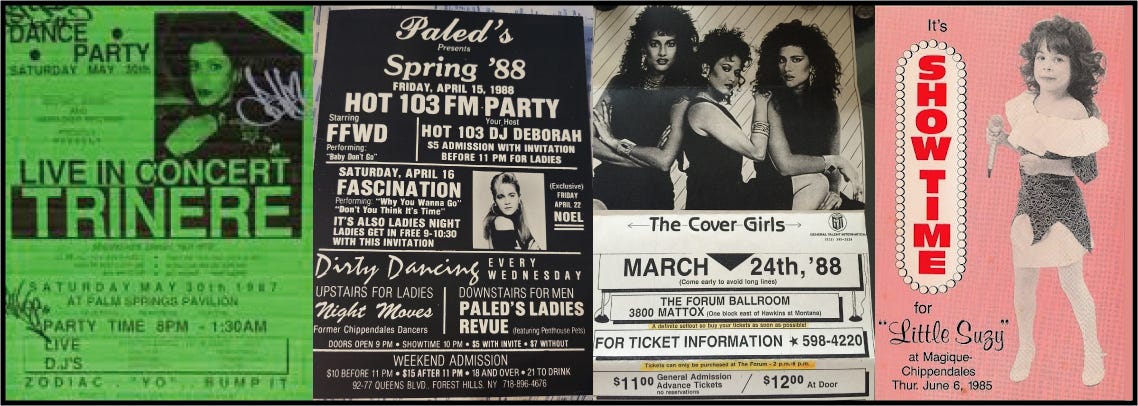 DANCE
PARTY
SATURDAY MAY 30th
LIVE IN CONCERT
TRINERE
SATURDAY MAY 30th 1987
AT PALM SPRINGS PAVILION
PARTY TIME 8PM - 1:30AM
LIVE
D.J'S
ZODIAC "YO" BUMP IT
Paled's
Presents
Spring '88
FRIDAY, APRIL 15, 1988
HOT 103 FM PARTY
Starring
FFWD
Performing:
"Baby Don't Go"
Your Host
HOT 103 DJ DEBORAH
$5 ADMISSION WITH INVITATION
BEFORE 11 PM FOR LADIES
SATURDAY, APRIL 16
FASCINATION
Performing: "Why You Wanna Go"
"Don't You Think It's Time"
IT'S ALSO LADIES NIGHT
LADIES GET IN FREE 9-10:30
WITH THIS INVITATION
(Exclusive)
FRIDAY
APRIL 22
NOEL
Dirty Dancing EVERY
WEDNESDAY
UPSTAIRS FOR LADIES
Night Moves
Former Chippendales Dancers
DOWNSTAIRS FOR MEN
PALED'S LADIES
REVUE (featuring Penthouse Pets)
DOORS OPEN 9 PM • SHOWTIME 10 PM • $5 WITH INVITE • $7 WITHOUT
WEEKEND ADMISSION
$10 BEFORE 11 PM • $15 AFTER 11 PM • 18 AND OVER • 21 TO DRINK
92-77 QUEENS BLVD., FOREST HILLS, NY 718-896-4676
The Cover Girls
GENERAL TALENT INTERNATIONAL
MARCH 24th, '88
(Come early to avoid long lines)
THE FORUM BALLROOM
3800 MATTOX (One block east of Hawkins at Montana)
A definite sellout so buy your tickets as soon as possible!
FOR TICKET INFORMATION ★ 598-4220
Tickets can only be purchased at The Forum - 2 p.m.-6 p.m.
$11.00 General Admission
Advance Tickets
no reservations
/ $12.00 At Door
It's
SHOWTIME
for
"Little Suzy"
at Magique-
Chippendales
Thur. June 6, 1985